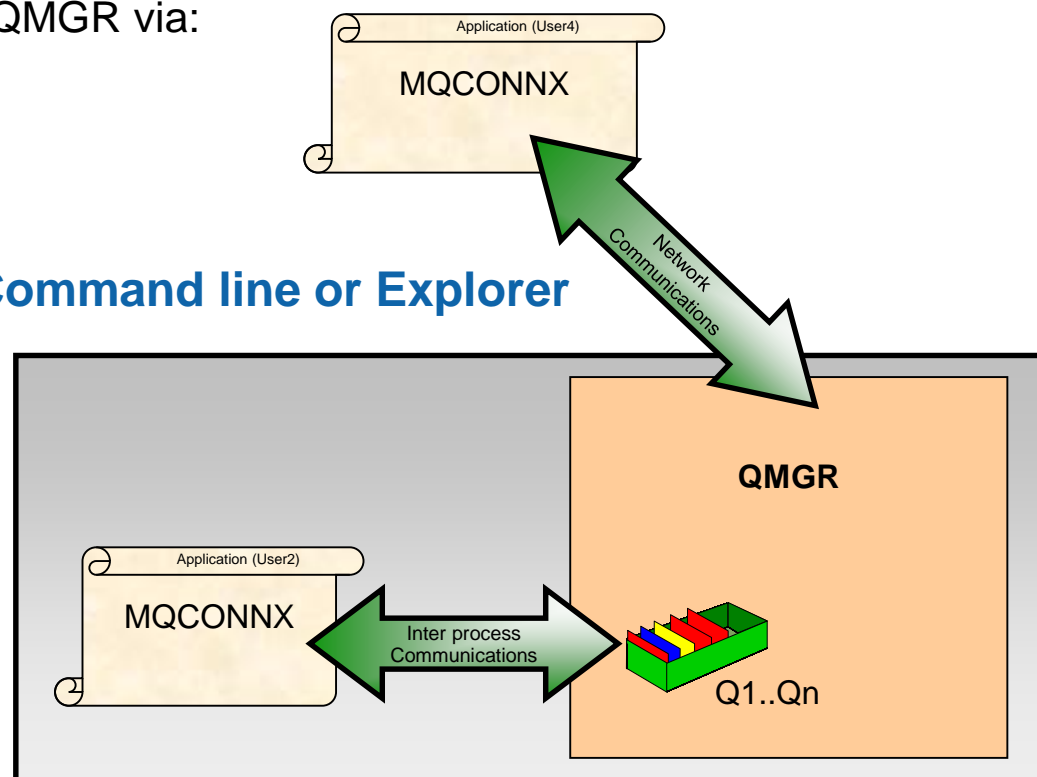 QMGR via:
Application (User4)
MQCONNX
Network
Communications
Command line or Explorer
QMGR
Application (User2)
MQCONNX
Inter process
Communications
Q1..Qn